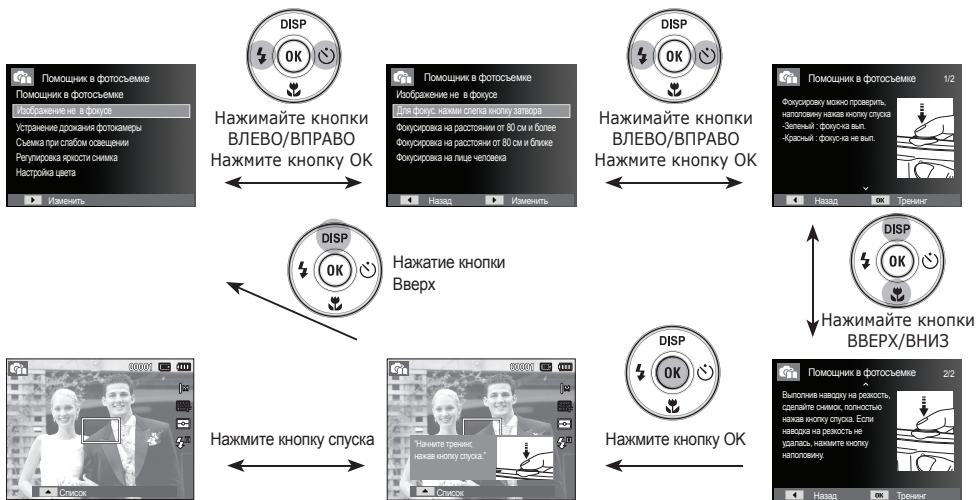 DISP
OK
Нажимайте кнопки
ВЛЕВО/ВПРАВО
Нажмите кнопку OK
DISP
OK
Нажимайте кнопки
ВЛЕВО/ВПРАВО
Нажмите кнопку OK
Помощник в фотосъемке
Помощник в фотосъемке
Изображение не в фокусе
Устранение дрожания фотокамеры
Съемка при слабом освещении
Регулировка яркости снимка
Настройка цвета
Изменить
Помощник в фотосъемке
Изображение не в фокусе
Для фокус. нажми слегка кнопку затвора
Фокусировка на расстоянии от 80 см и более
Фокусировка на расстоянии от 80 см и ближе
Фокусировка на лице человека
Назад Изменить
Помощник в фотосъемке 1/2
Фокусировку можно проверить,
наполовину нажав кнопку спуска
-Зеленый : фокус-ка вып.
-Красный : фокус-ка не вып.
Назад OK Тренинг
DISP
OK
Нажатие кнопки
Вверх
DISP
OK
Нажимайте кнопки
ВВЕРХ/ВНИЗ
00001
Список
Нажмите кнопку спуска
00001
"Начните тренинг,
нажав кнопку спуска."
Список
DISP
OK
Нажмите кнопку OK
Помощник в фотосъемке 2/2
Выполнив наводку на резкость,
сделайте снимок, полностью
нажав кнопку спуска. Если
наводка на резкость не
удалась, нажмите кнопку
наполовину.
Назад OK Тренинг